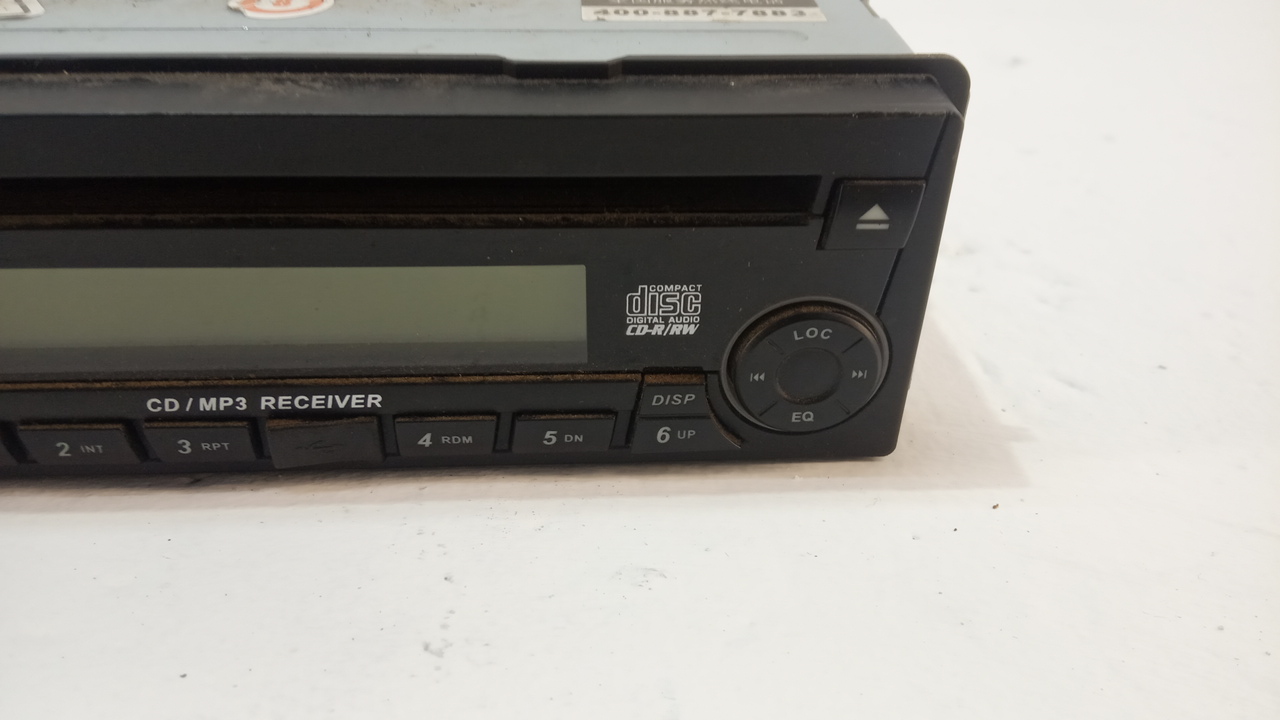 400-887-7883
COMPACT
disc
DIGITAL AUDIO
CD-R/RW
LOC
EQ
CD / MP3 RECEIVER
DISP
2 INT
3 RPT
4 RDM
5 DN
6 UP